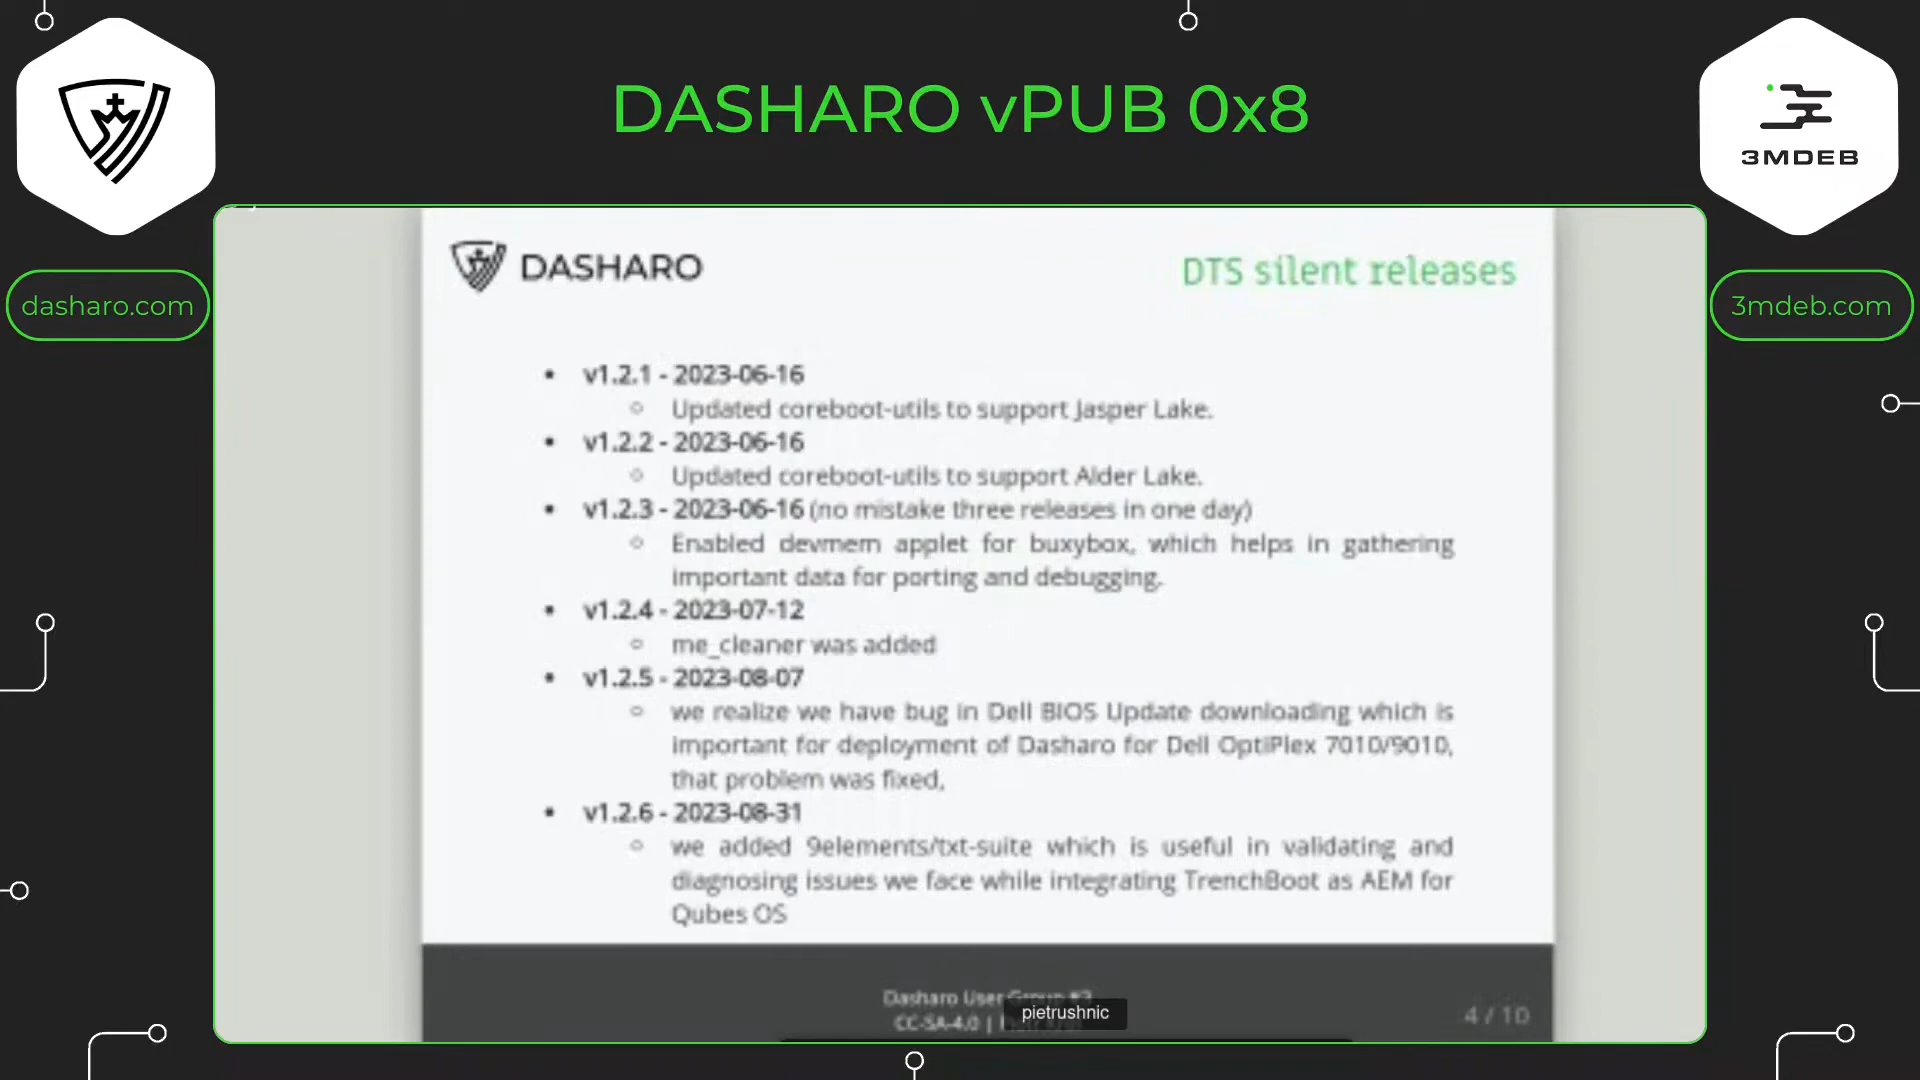 DASHARO vPUB 0x8
3MDEB
dasharo.com
3mdeb.com
DASHARO
DTS silent releases
• v1.2.1 - 2023-06-16
○ Updated coreboot-utils to support Jasper Lake.
• v1.2.2 - 2023-06-16
○ Updated coreboot-utils to support Alder Lake.
• v1.2.3 - 2023-06-16 (no mistake three releases in one day)
○ Enabled devmem applet for buxybox, which helps in gathering
important data for porting and debugging.
• v1.2.4 - 2023-07-12
○ me_cleaner was added
• v1.2.5 - 2023-08-07
○ we realize we have bug in Dell BIOS Update downloading which is
important for deployment of Dasharo for Dell OptiPlex 7010/9010,
that problem was fixed,
• v1.2.6 - 2023-08-31
○ we added 9elements/txt-suite which is useful in validating and
diagnosing issues we face while integrating TrenchBoot as AEM for
Qubes OS
Dasharo User Group
CC-SA-4.0 |
pietrushnic
4 / 10